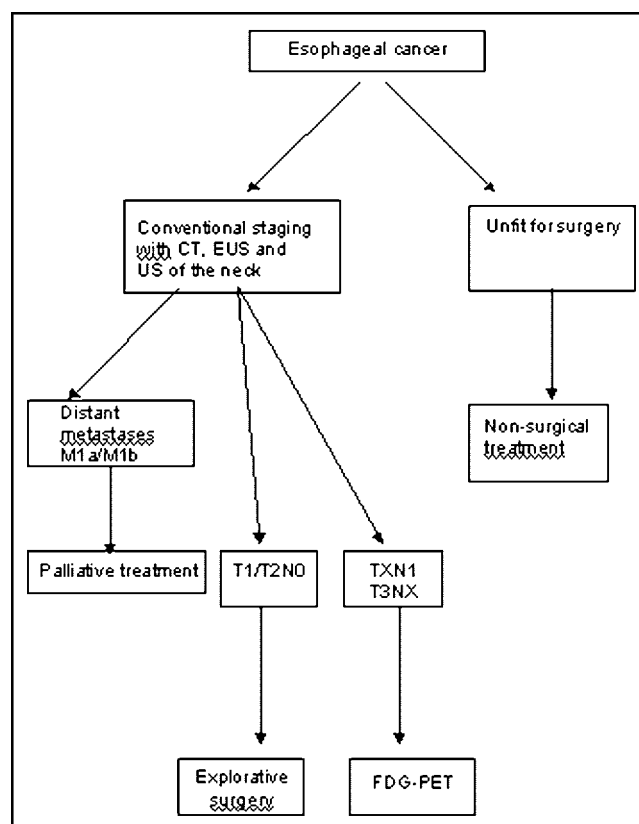 Esophageal cancer
Conventional staging
with CT, EUS and
US of the neck
Unfit for surgery
Distant
metastases
M1a/M1b
Non-surgical
treatment
Palliative treatment
T1/T2N0
TXN1
T3NX
Explorative
surgery
FDG-PET